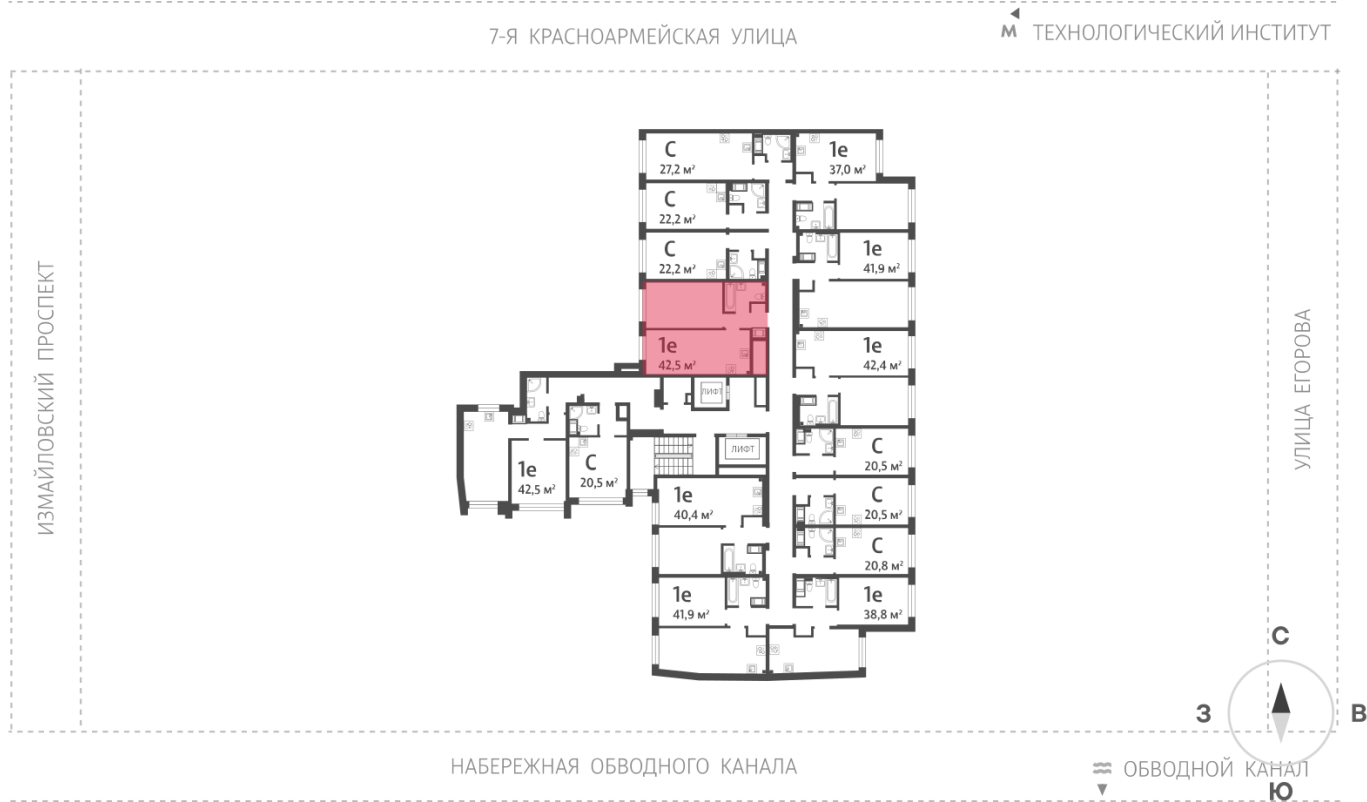 7-Я КРАСНОАРМЕЙСКАЯ УЛИЦА
М ТЕХНОЛОГИЧЕСКИЙ ИНСТИТУТ
ИЗМАЙЛОВСКИЙ ПРОСПЕКТ
С
27,2 м²
1е
37,0 м²
С
22,2 м²
С
22,2 м²
1е
41,9 м²
1е
42,5 м²
1е
42,4 м²
ЛИФТ
ЛИФТ
1е
42,5 м²
С
20,5 м²
С
20,5 м²
1е
40,4 м²
С
20,5 м²
С
20,8 м²
1е
41,9 м²
1е
38,8 м²
УЛИЦА ЕГОРОВА
С
З
В
Ю
НАБЕРЕЖНАЯ ОБВОДНОГО КАНАЛА
ОБВОДНОЙ КАНАЛ